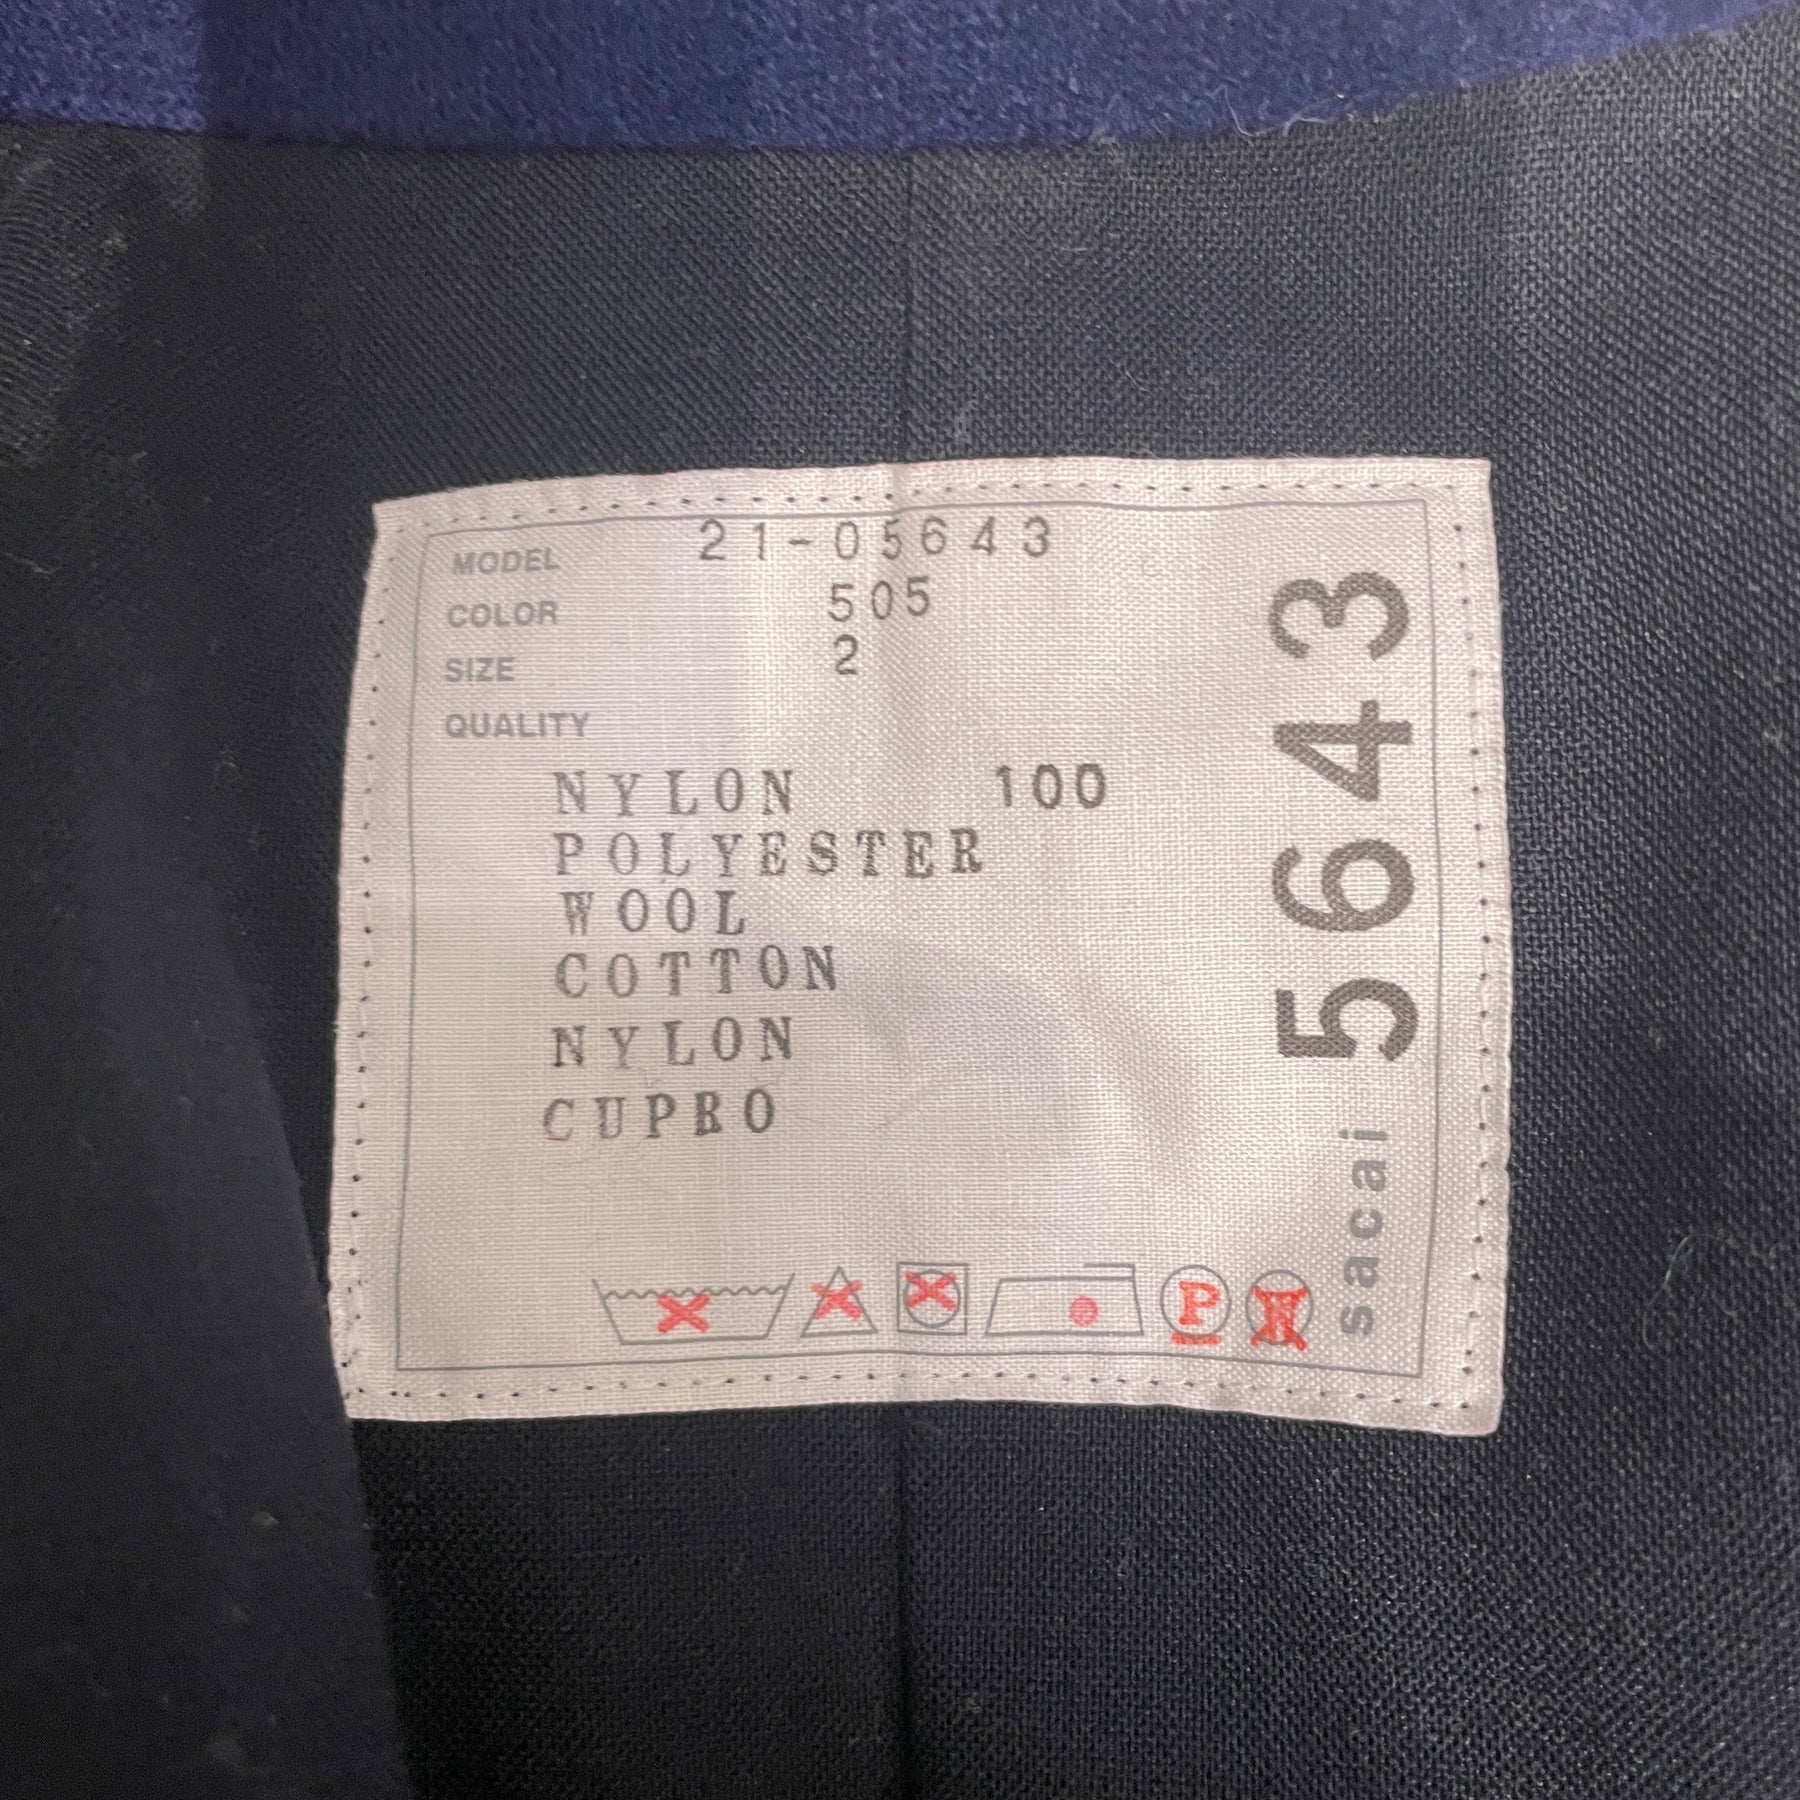 MODEL 21-05643
COLOR 505
SIZE 2
QUALITY
NYLON 100
POLYESTER
WOOL
COTTON
NYLON
CUPRO
P
sacai 5643